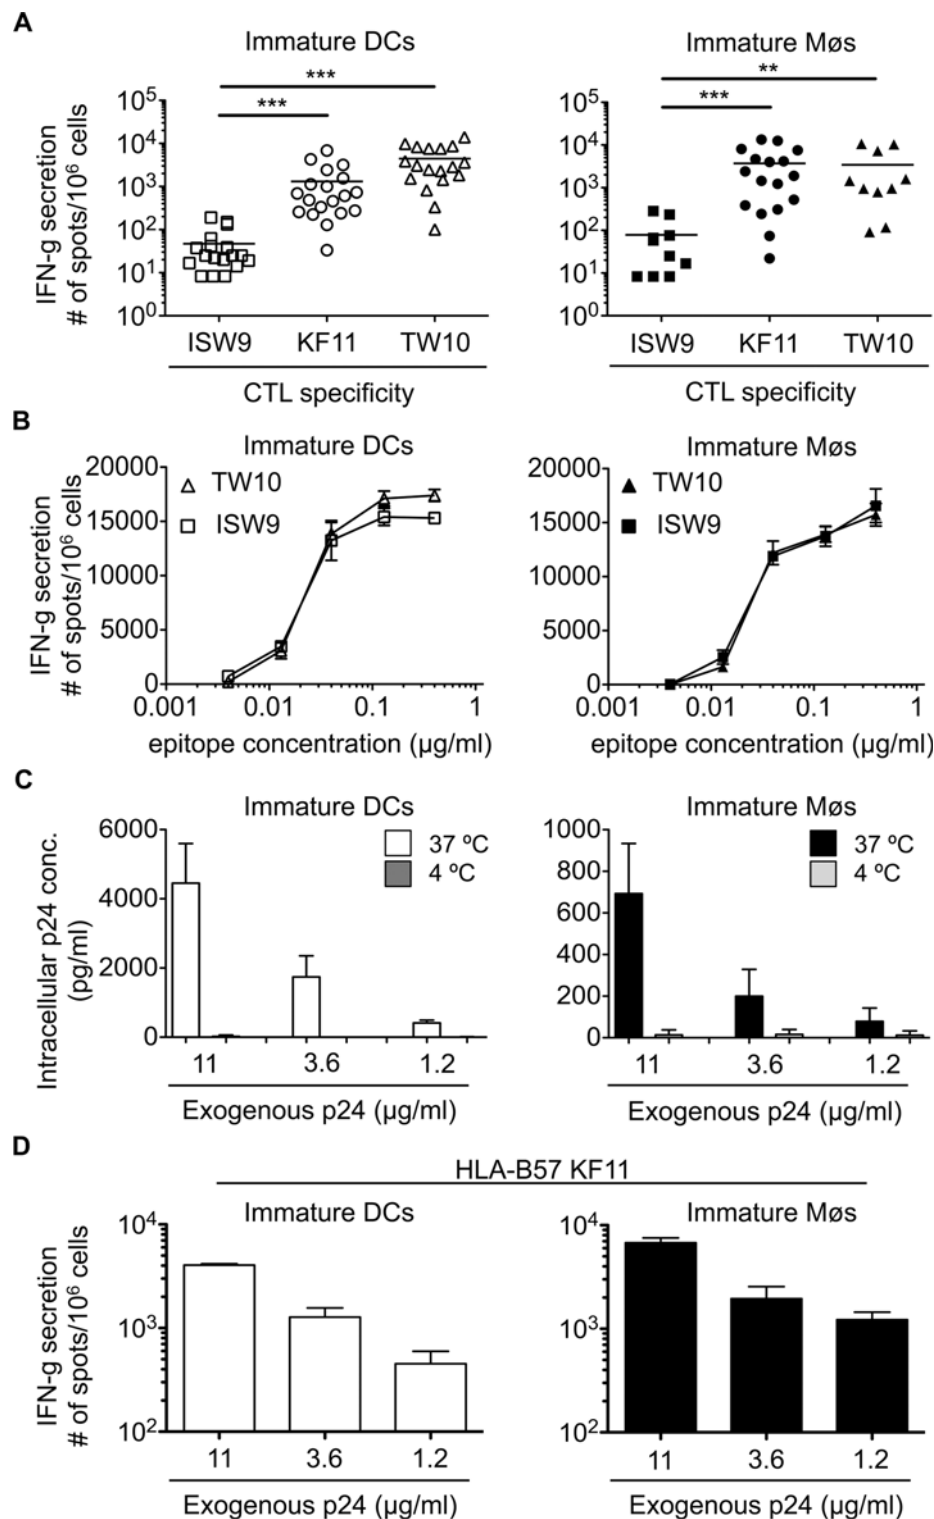 A
Immature DCs
Immature Møs
***
***
**
***
IFN-g secretion
# of spots/10⁶ cells
10⁵
10⁴
10³
10²
10¹
10⁰
10⁵
10⁴
10³
10²
10¹
10⁰
ISW9 KF11 TW10
ISW9 KF11 TW10
CTL specificity
CTL specificity
B
Immature DCs
Immature Møs
IFN-g secretion
# of spots/10⁶ cells
20000
15000
10000
5000
0
TW10
ISW9
20000
15000
10000
5000
0
TW10
ISW9
0.001 0.01 0.1 1
0.001 0.01 0.1 1
epitope concentration (µg/ml)
epitope concentration (µg/ml)
C
Immature DCs
Immature Møs
Intracellular p24 conc.
(pg/ml)
6000
4000
2000
0
37 ºC
4 ºC
1000
800
600
400
200
0
37 ºC
4 ºC
11 3.6 1.2
11 3.6 1.2
Exogenous p24 (µg/ml)
Exogenous p24 (µg/ml)
D
HLA-B57 KF11
Immature DCs
Immature Møs
IFN-g secretion
# of spots/10⁶ cells
10⁴
10³
10²
10⁴
10³
10²
11 3.6 1.2
11 3.6 1.2
Exogenous p24 (µg/ml)
Exogenous p24 (µg/ml)